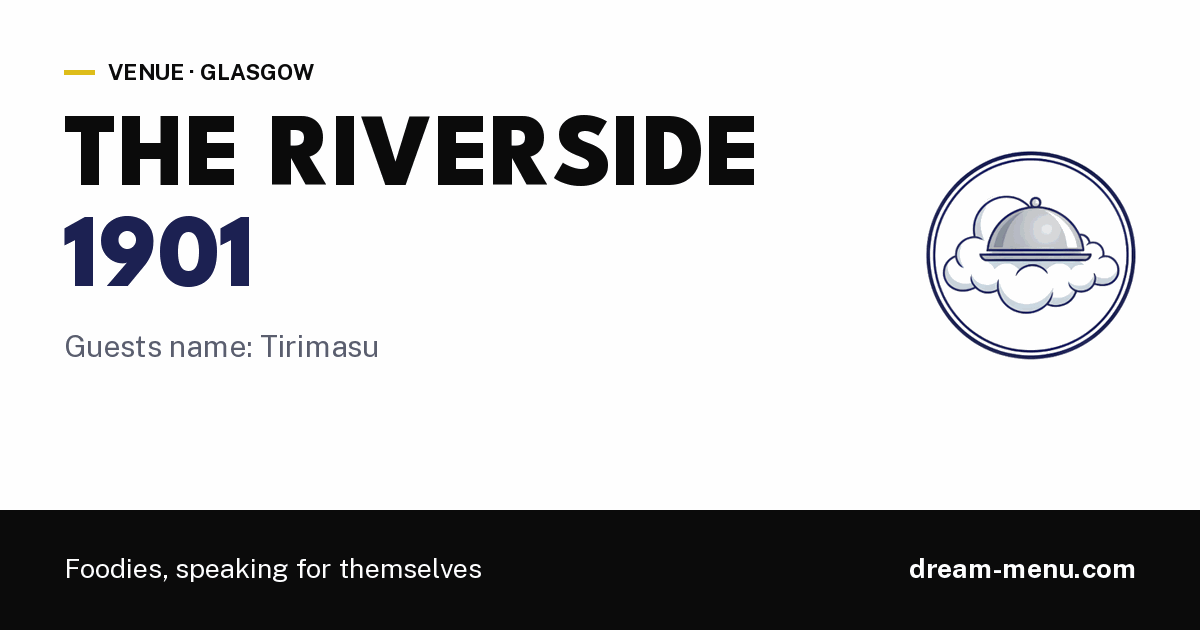 VENUE · GLASGOW
THE RIVERSIDE
1901
Guests name: Tirimasu
Foodies, speaking for themselves
dream-menu.com